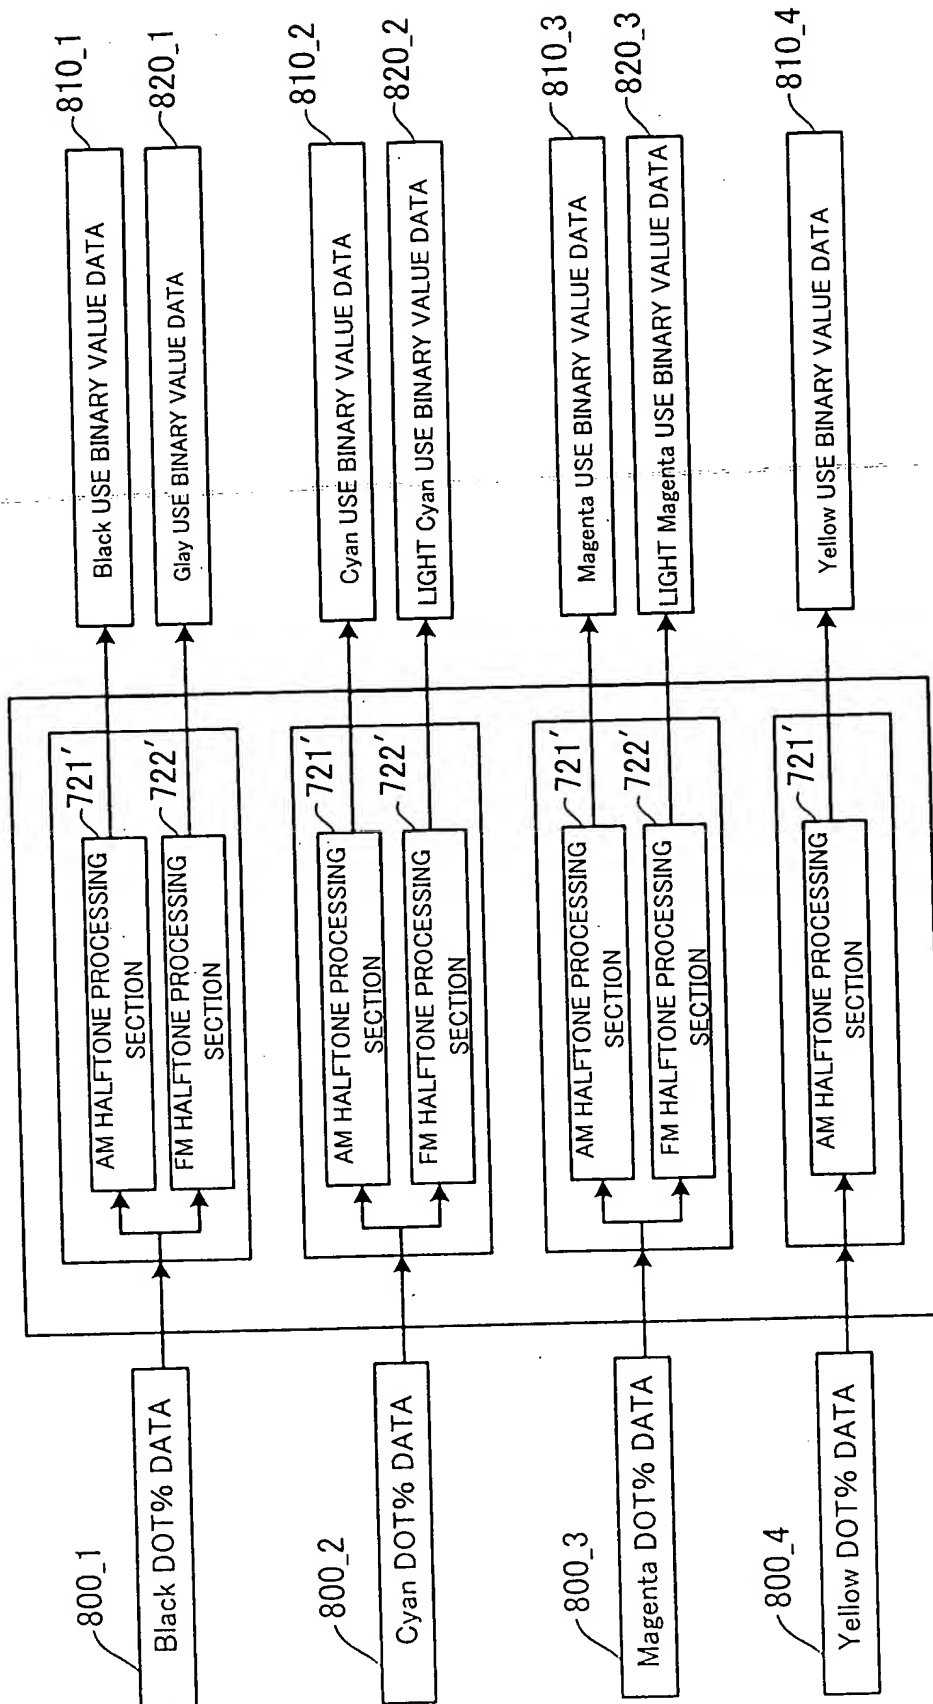 800_1
Black DOT% DATA
AM HALFTONE PROCESSING
SECTION
721′
FM HALFTONE PROCESSING
SECTION
722′
Black USE BINARY VALUE DATA
810_1
Glay USE BINARY VALUE DATA
820_1
800_2
Cyan DOT% DATA
AM HALFTONE PROCESSING
SECTION
721′
FM HALFTONE PROCESSING
SECTION
722′
Cyan USE BINARY VALUE DATA
810_2
LIGHT Cyan USE BINARY VALUE DATA
820_2
800_3
Magenta DOT% DATA
AM HALFTONE PROCESSING
SECTION
721′
FM HALFTONE PROCESSING
SECTION
722′
Magenta USE BINARY VALUE DATA
810_3
LIGHT Magenta USE BINARY VALUE DATA
820_3
800_4
Yellow DOT% DATA
AM HALFTONE PROCESSING
SECTION
721′
Yellow USE BINARY VALUE DATA
810_4